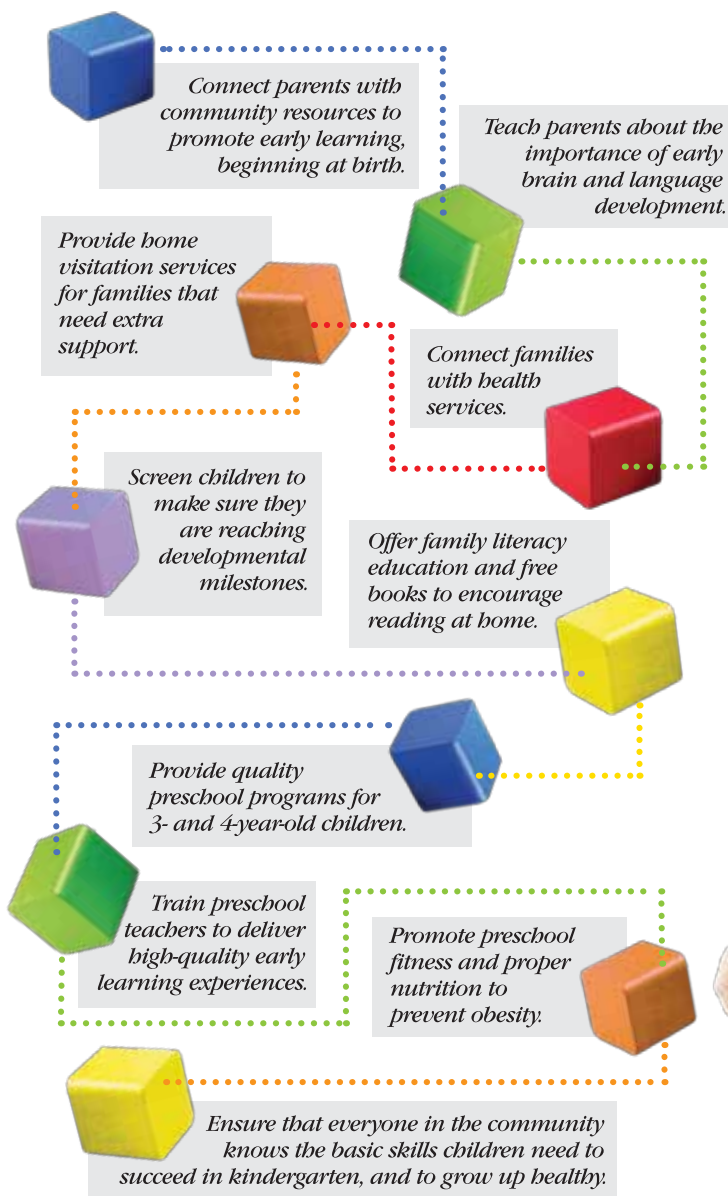 Connect parents with
community resources to
promote early learning,
beginning at birth.
Teach parents about the
importance of early
brain and language
development.
Provide home
visitation services
for families that
need extra
support.
Connect families
with health
services.
Screen children to
make sure they
are reaching
developmental
milestones.
Offer family literacy
education and free
books to encourage
reading at home.
Provide quality
preschool programs for
3- and 4-year-old children.
Train preschool
teachers to deliver
high-quality early
learning experiences.
Promote preschool
fitness and proper
nutrition to
prevent obesity.
Ensure that everyone in the community
knows the basic skills children need to
succeed in kindergarten, and to grow up healthy.